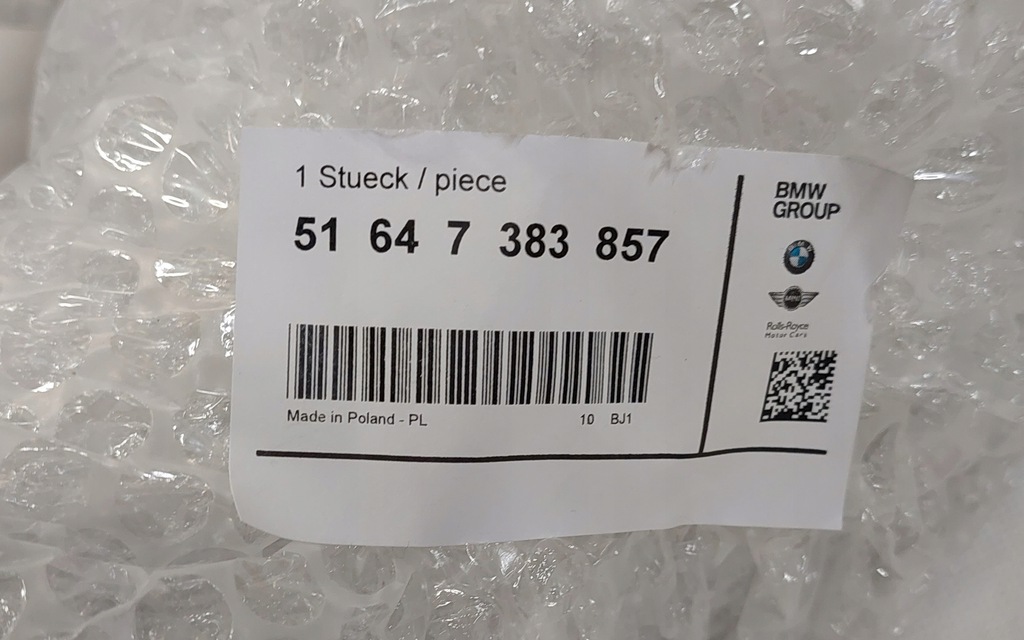 1 Stueck / piece
51 64 7 383 857
Made in Poland - PL
10 BJ1
BMW
GROUP
MINI
Rolls-Royce
Motor Cars